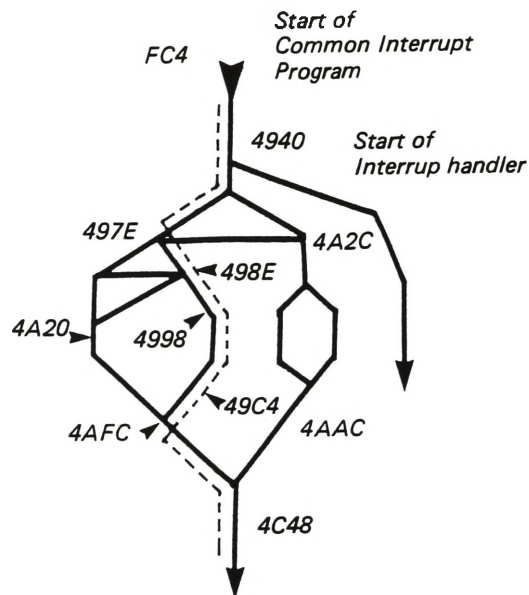 Start of
Common Interrupt
Program
FC4
4940
Start of
Interrup handler
497E
4A2C
498E
4A20
4998
49C4
4AFC
4AAC
4C48